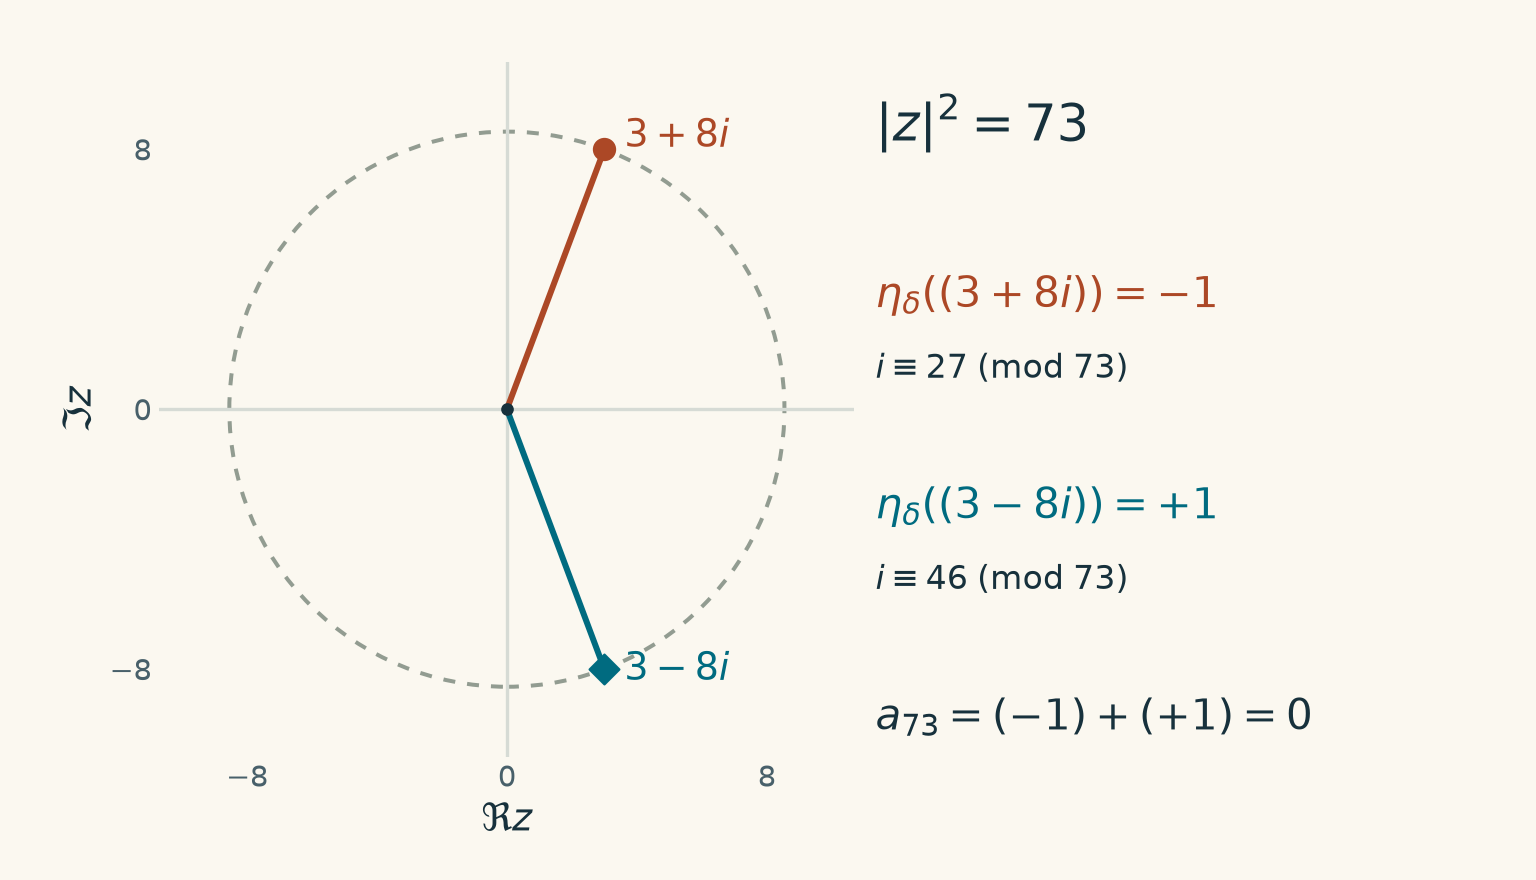 8
0
−8
ℑz
−8
0
8
ℜz
3 + 8i
3 − 8i
|z|² = 73
η_δ((3 + 8i)) = −1
i ≡ 27 (mod 73)
η_δ((3 − 8i)) = +1
i ≡ 46 (mod 73)
a₇₃ = (−1) + (+1) = 0